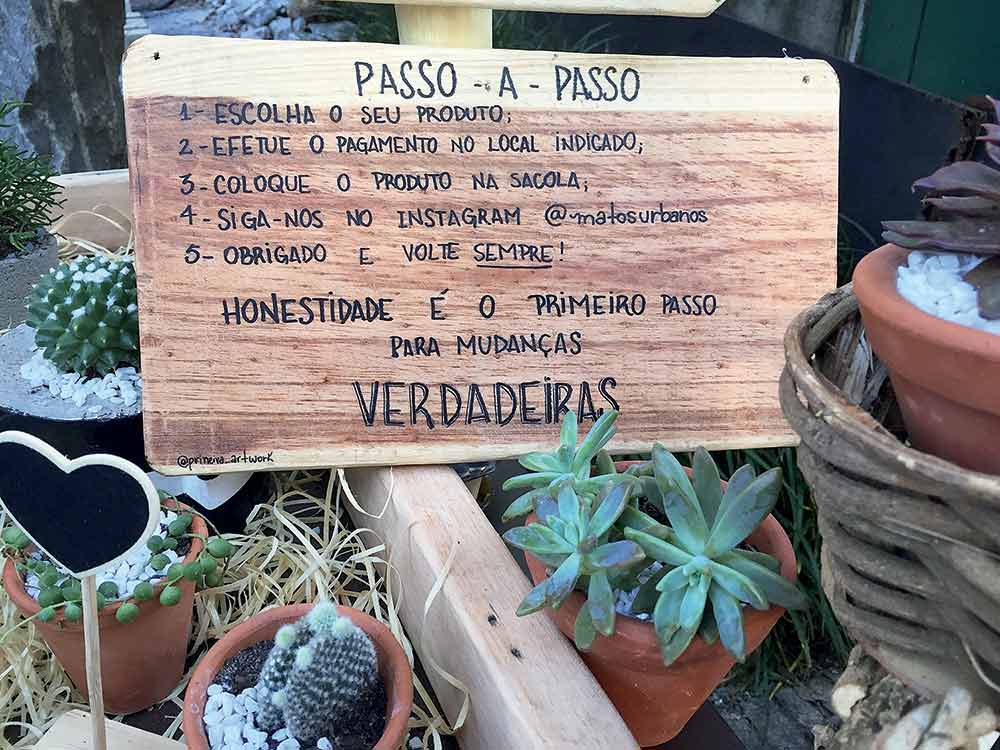 PASSO - A - PASSO
1- ESCOLHA O SEU PRODUTO;
2- EFETUE O PAGAMENTO NO LOCAL INDICADO;
3- COLOQUE O PRODUTO NA SACOLA;
4- SIGA-NOS NO INSTAGRAM @matosurbanos
5- OBRIGADO E VOLTE SEMPRE!
HONESTIDADE É O PRIMEIRO PASSO
PARA MUDANÇAS
VERDADEIRAS
@primeiva_artwork